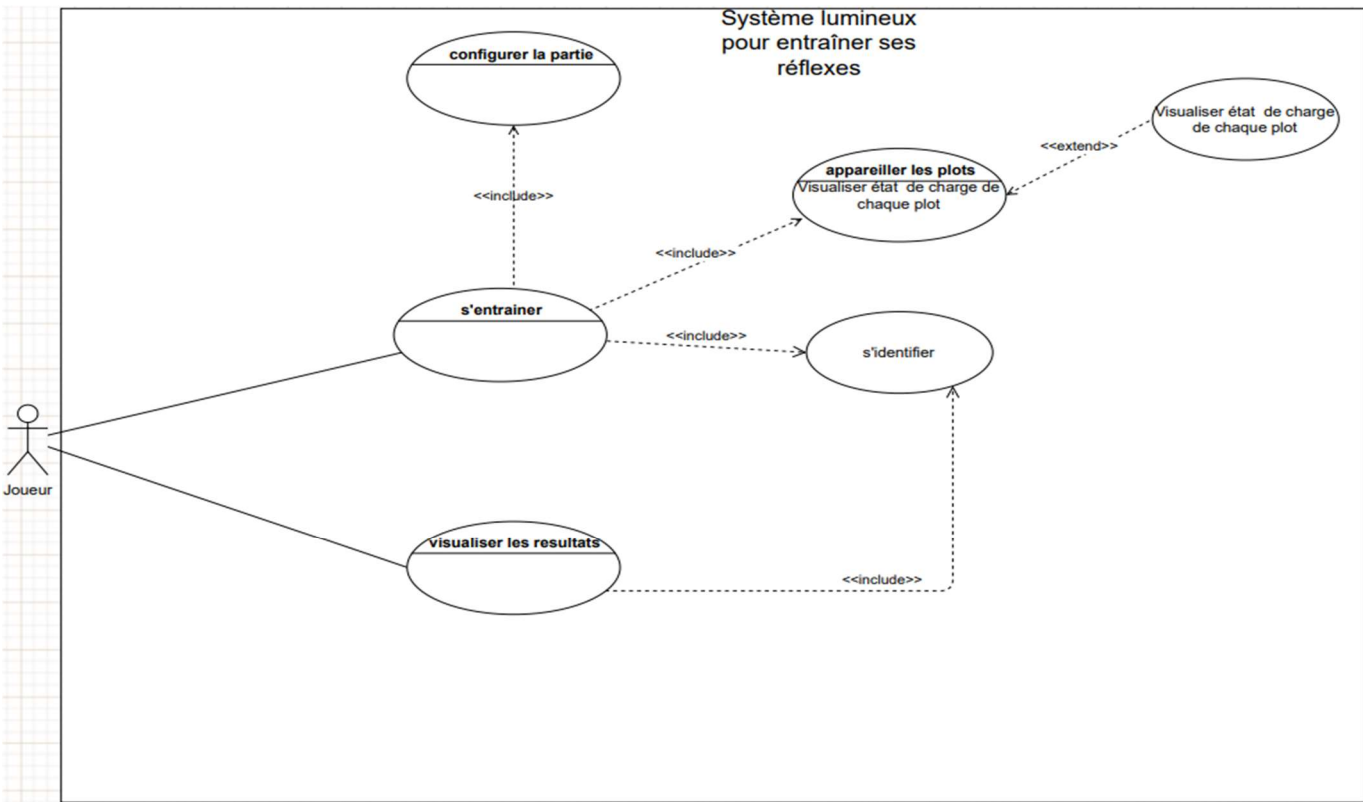 Système lumineux
pour entraîner ses
réflexes
configurer la partie
Visualiser état de charge
de chaque plot
<<extend>>
appareiller les plots
Visualiser état de charge de
chaque plot
<<include>>
<<include>>
s'entrainer
<<include>>
s'identifier
Joueur
visualiser les resultats
<<include>>